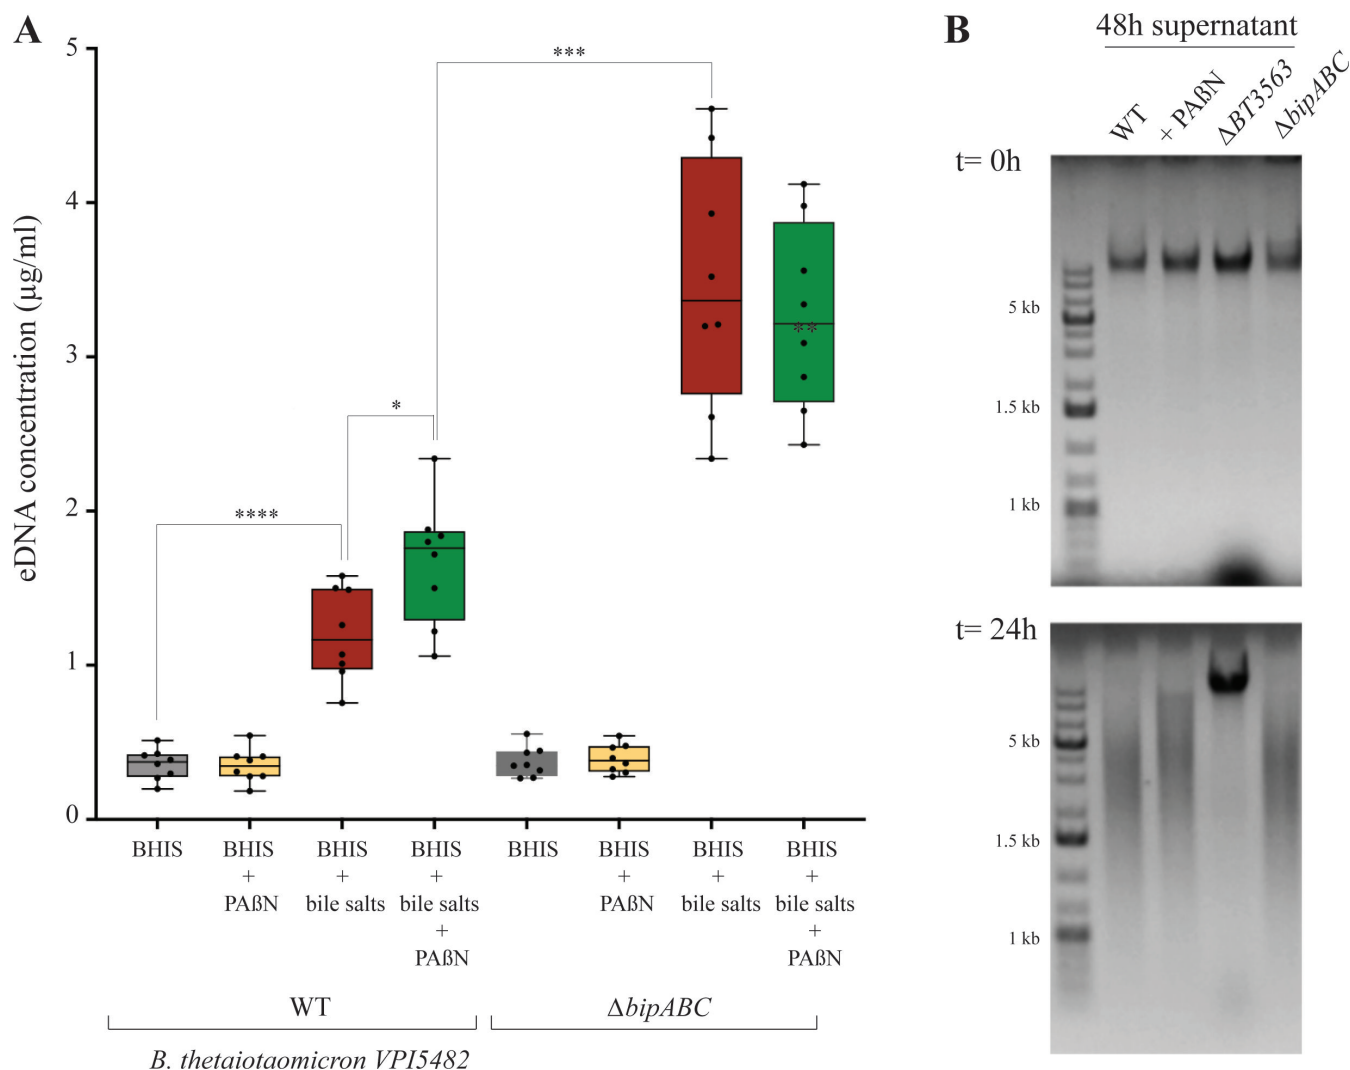 A
eDNA concentration (µg/ml)
5
4
3
2
1
0
****
*
***
**
BHIS
BHIS
+
PAßN
BHIS
+
bile salts
BHIS
+
bile salts
+
PAßN
BHIS
BHIS
+
PAßN
BHIS
+
bile salts
BHIS
+
bile salts
+
PAßN
WT
ΔbipABC
B. thetaiotaomicron VPI5482
B
48h supernatant
WT
+ PAßN
ΔBT3563
ΔbipABC
t= 0h
5 kb
1.5 kb
1 kb
t= 24h
5 kb
1.5 kb
1 kb